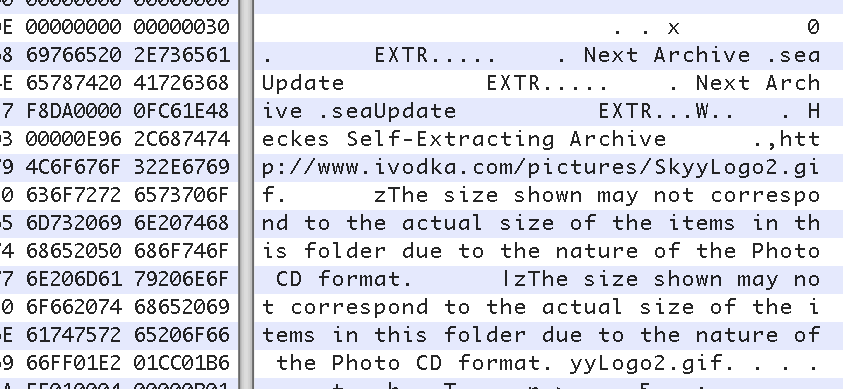 E 00000000 00000030 . . x 0
8 69766520 2E736561 . EXTR..... . Next Archive .sea
E 65787420 41726368 Update EXTR..... . Next Arch
7 F8DA0000 0FC61E48 ive .seaUpdate EXTR...W.. . H
3 00000E96 2C687474 eckes Self-Extracting Archive .,htt
9 4C6F676F 322E6769 p://www.ivodka.com/pictures/SkyyLogo2.gi
0 636F7272 6573706F f. zThe size shown may not correspo
5 6D732069 6E207468 nd to the actual size of the items in th
4 68652050 686F746F is folder due to the nature of the Photo
7 6E206D61 79206E6F CD format. |zThe size shown may no
0 6F662074 68652069 t correspond to the actual size of the i
E 61747572 65206F66 tems in this folder due to the nature of
9 66FF01E2 01CC01B6 the Photo CD format. yyLogo2.gif. . . .